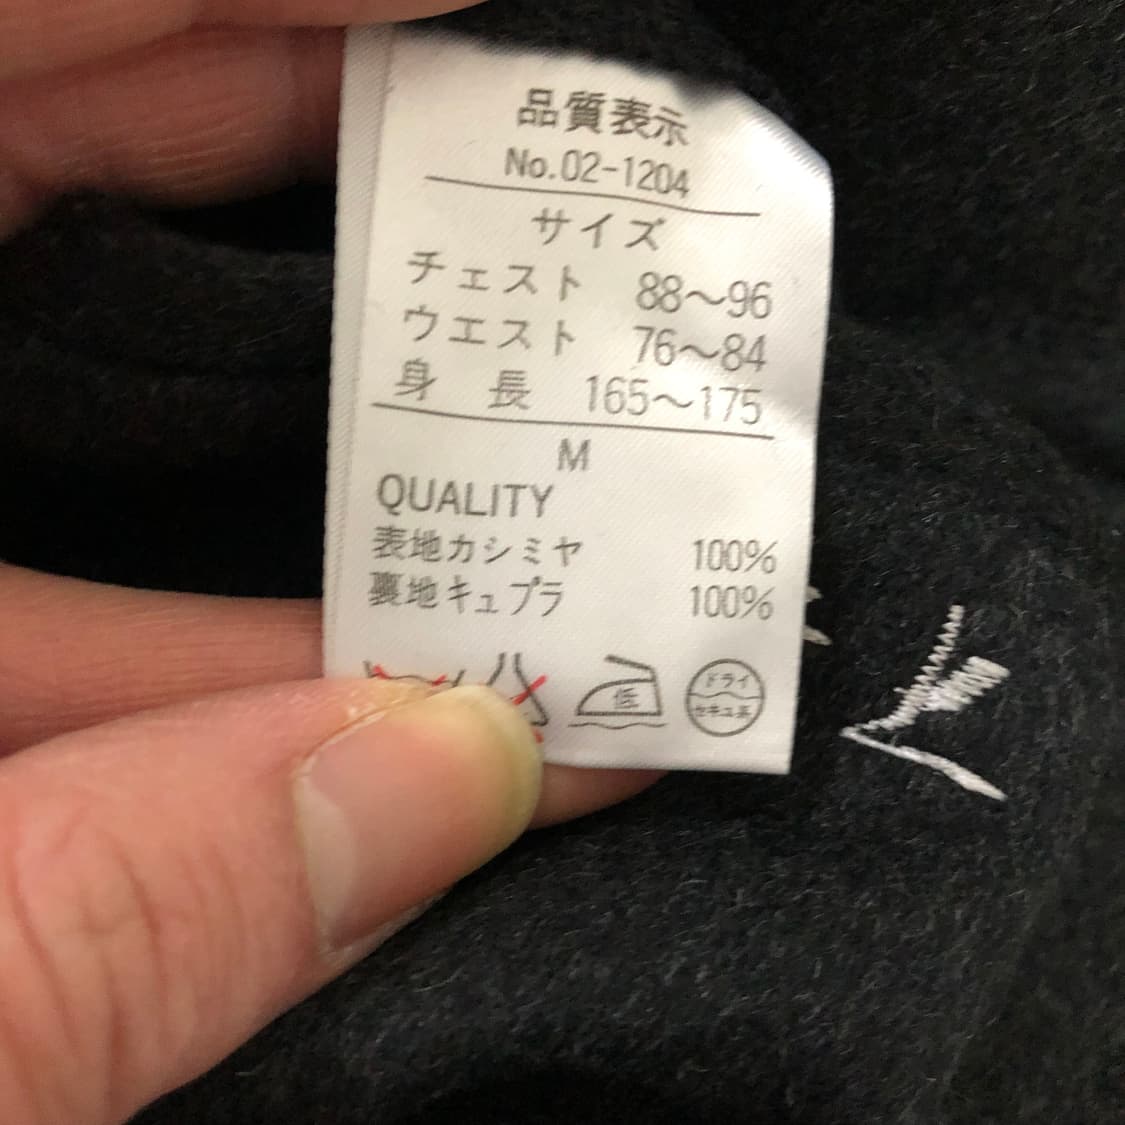 品質表示
No.02-1204
サイズ
チェスト 88〜96
ウエスト 76〜84
身長 165〜175
M
QUALITY
表地カシミヤ 100%
裏地キュプラ 100%
低
ドライ
セキユ系